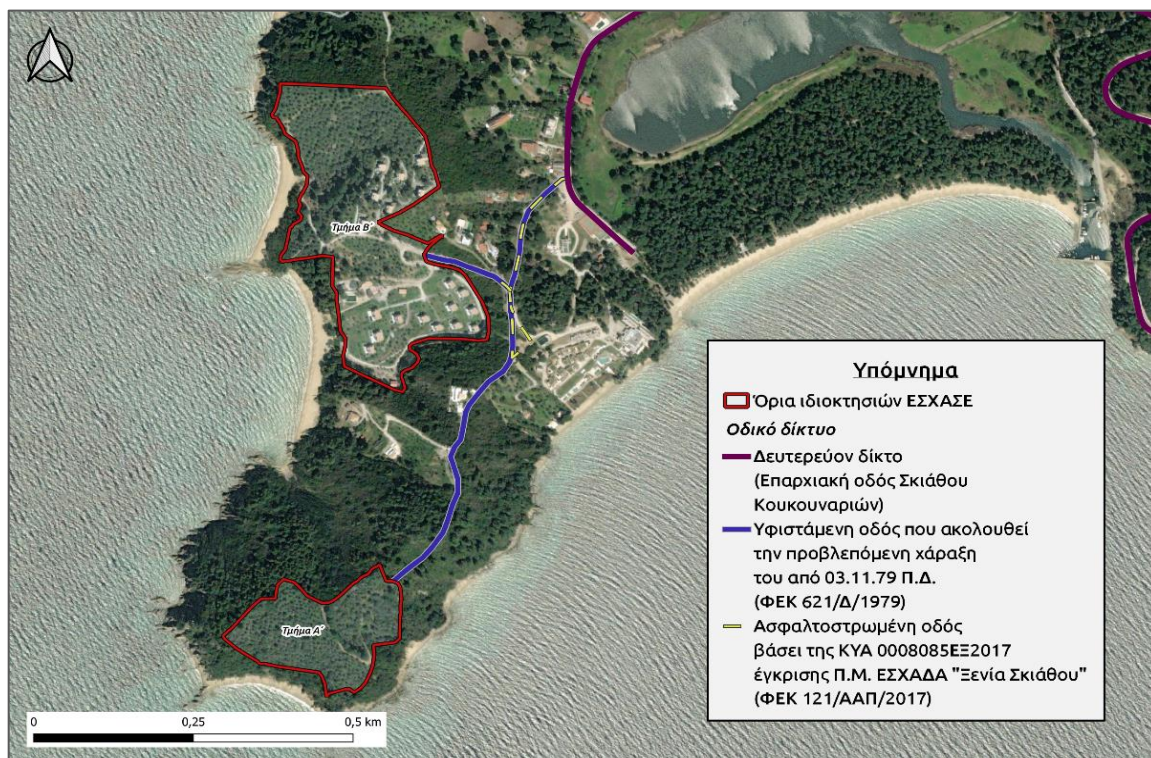 Τμήμα Β΄
Τμήμα Α΄
Υπόμνημα
Όρια ιδιοκτησιών ΕΣΧΑΣΕ
Οδικό δίκτυο
Δευτερεύον δίκτο
(Επαρχιακή οδός Σκιάθου
Κουκουναριών)
Υφιστάμενη οδός που ακολουθεί
την προβλεπόμενη χάραξη
του από 03.11.79 Π.Δ.
(ΦΕΚ 621/Δ/1979)
Ασφαλτοστρωμένη οδός
βάσει της ΚΥΑ 0008085ΕΞ2017
έγκρισης Π.Μ. ΕΣΧΑΔΑ "Ξενία Σκιάθου"
(ΦΕΚ 121/ΑΑΠ/2017)
0 0,25 0,5 km